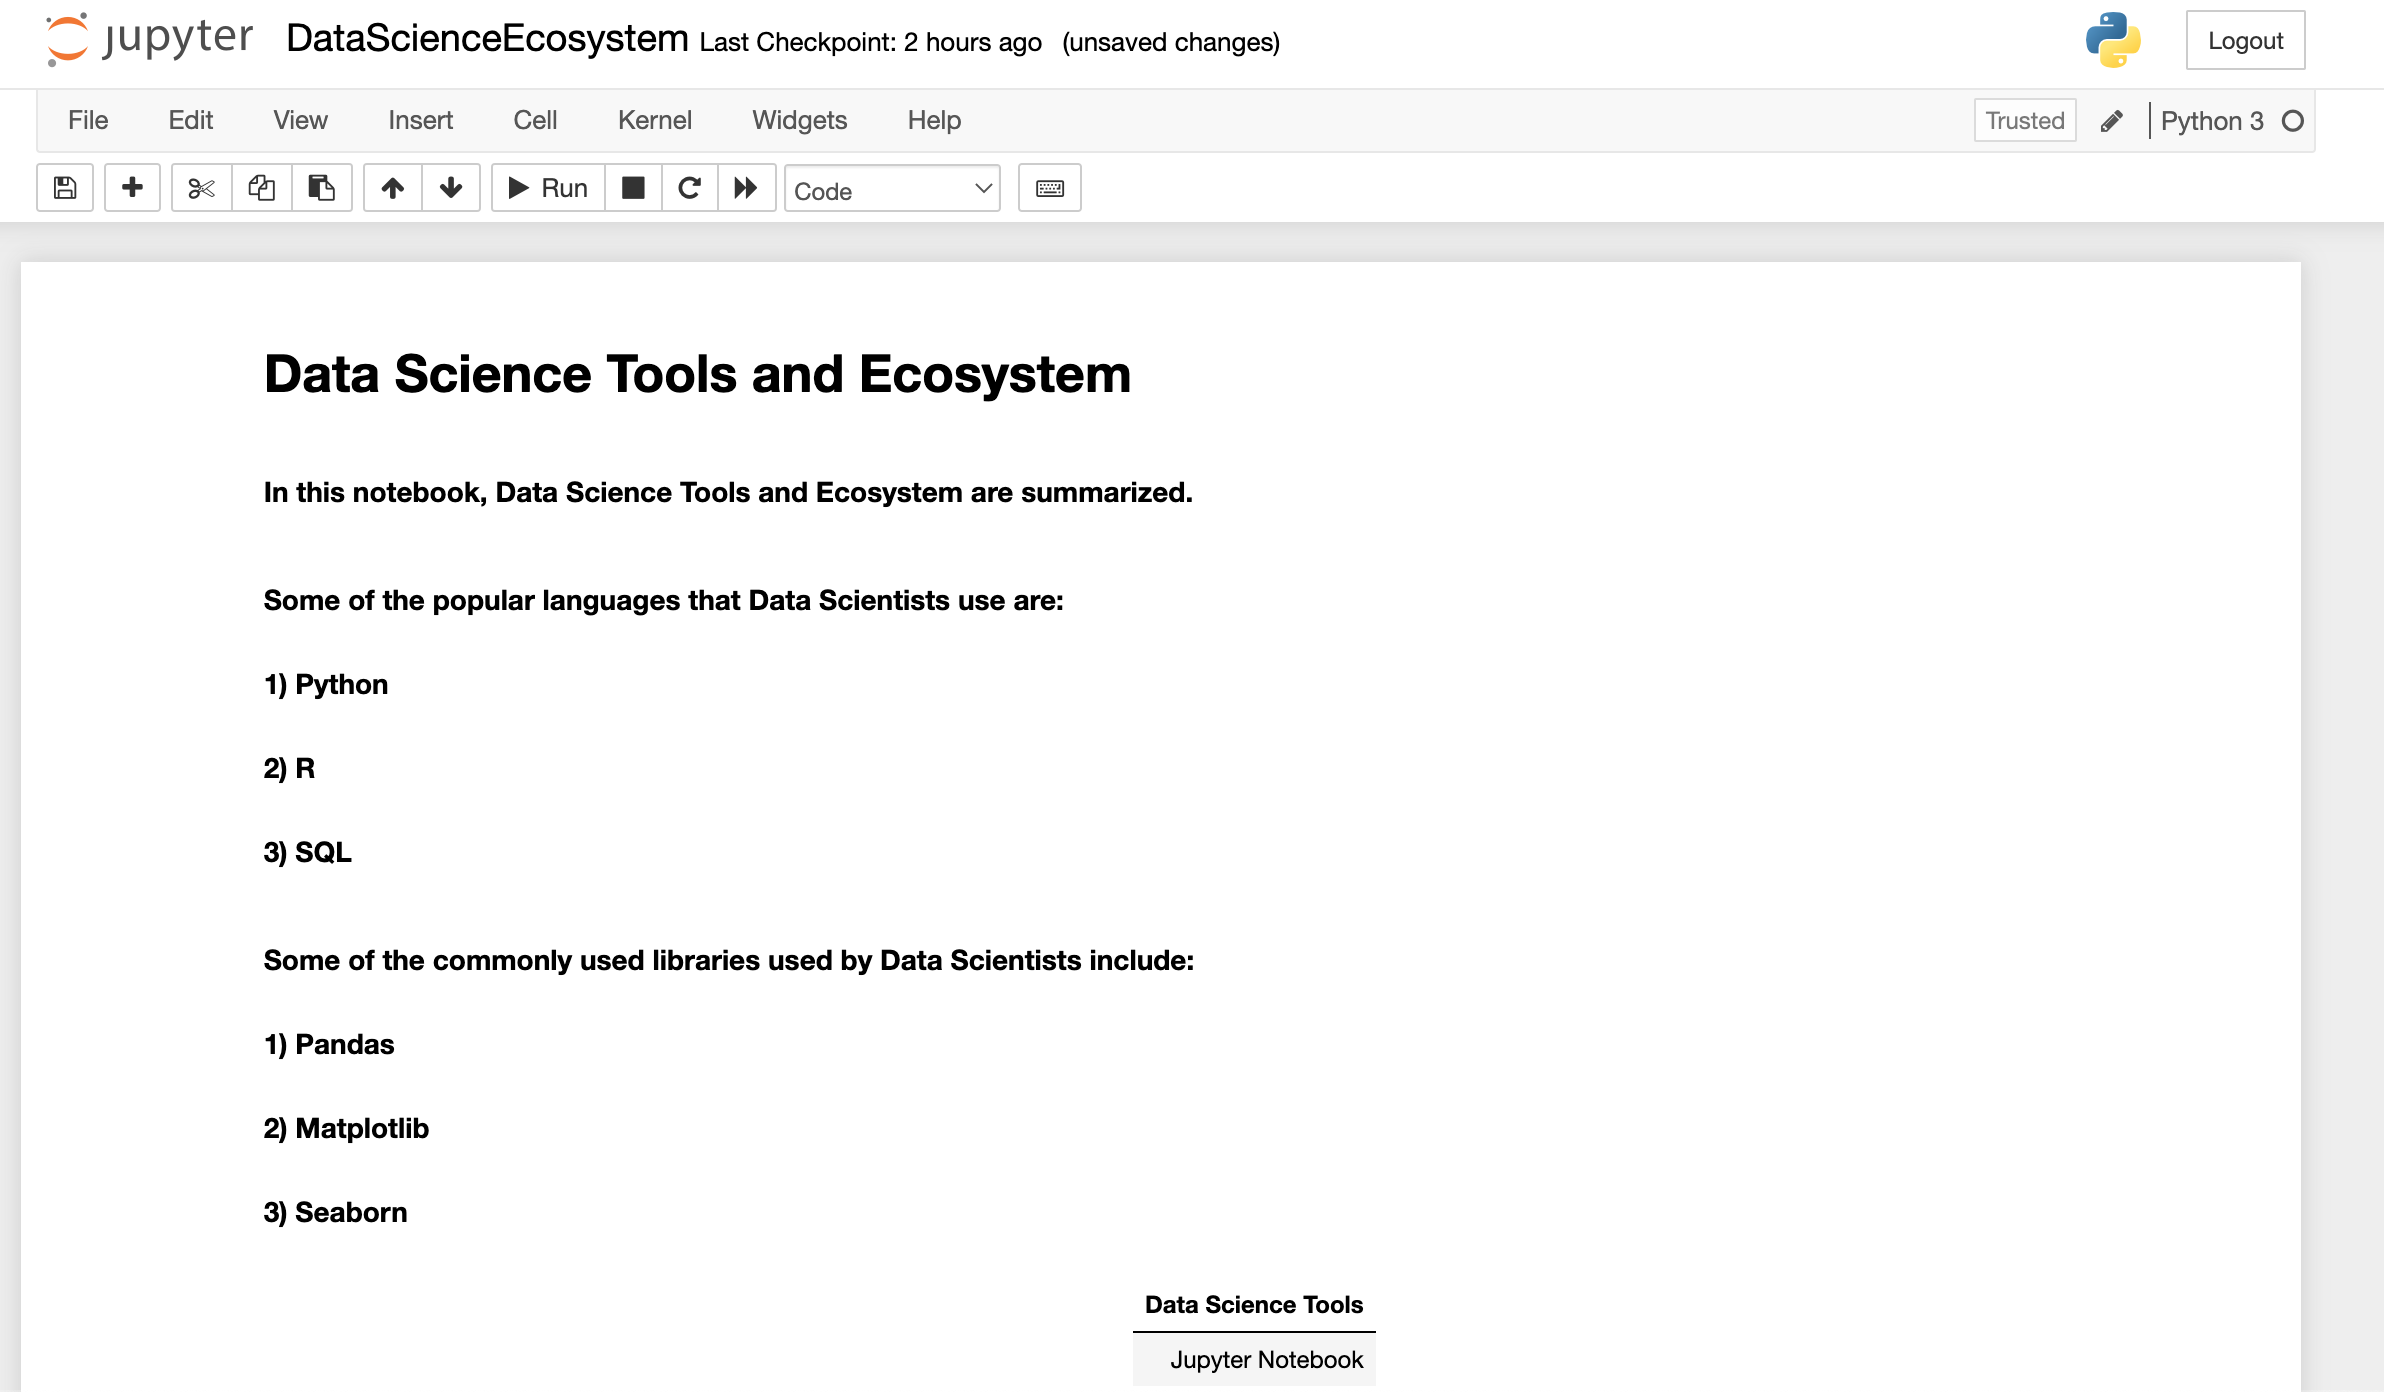 jupyter DataScienceEcosystem Last Checkpoint: 2 hours ago (unsaved changes)
Logout
File Edit View Insert Cell Kernel Widgets Help Trusted Python 3
Run Code
Data Science Tools and Ecosystem
In this notebook, Data Science Tools and Ecosystem are summarized.
Some of the popular languages that Data Scientists use are:
1) Python
2) R
3) SQL
Some of the commonly used libraries used by Data Scientists include:
1) Pandas
2) Matplotlib
3) Seaborn
Data Science Tools
Jupyter Notebook